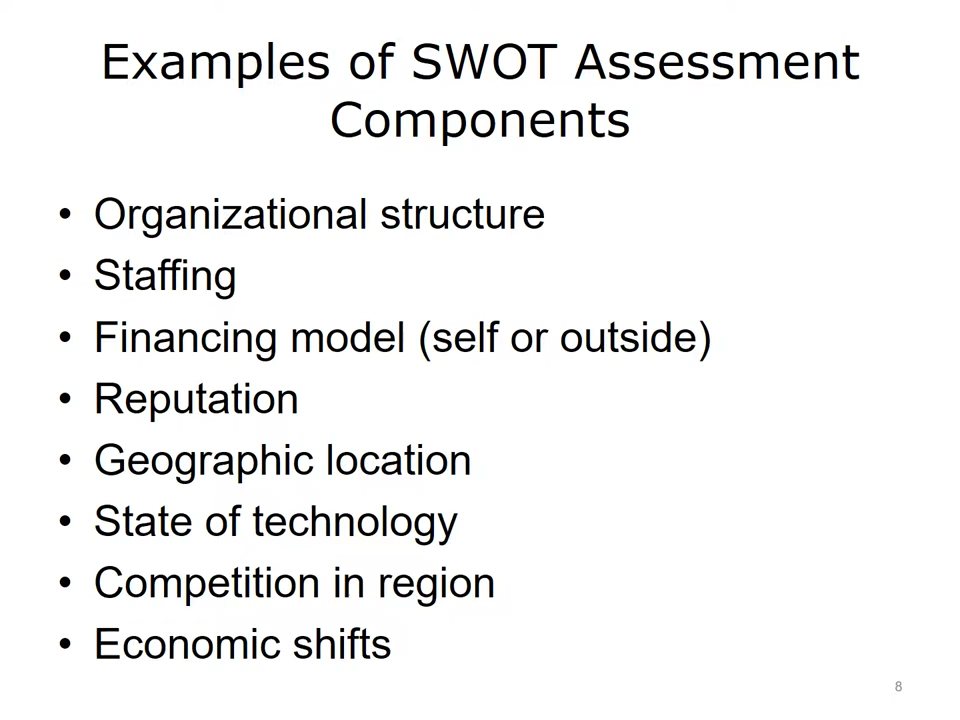 Examples of SWOT Assessment
Components
• Organizational structure
• Staffing
• Financing model (self or outside)
• Reputation
• Geographic location
• State of technology
• Competition in region
• Economic shifts
8